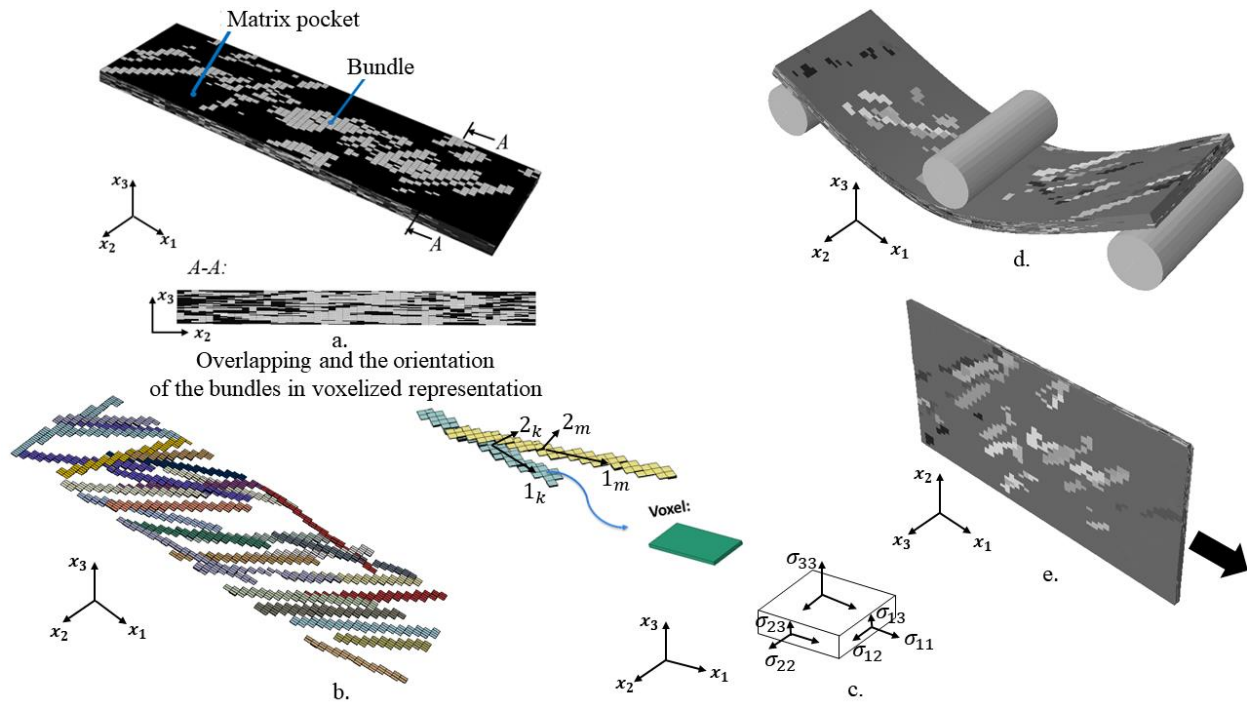 Matrix pocket
Bundle
A
A
x₃
x₂
x₁
A-A:
x₃
x₂
a.
Overlapping and the orientation
of the bundles in voxelized representation
x₃
x₂
x₁
b.
2ₖ
2ₘ
1ₖ
1ₘ
Voxel:
σ₃₃
σ₂₃
σ₁₃
σ₂₂
σ₁₂
σ₁₁
x₃
x₂
x₁
c.
x₃
x₂
x₁
d.
x₂
x₃
x₁
e.